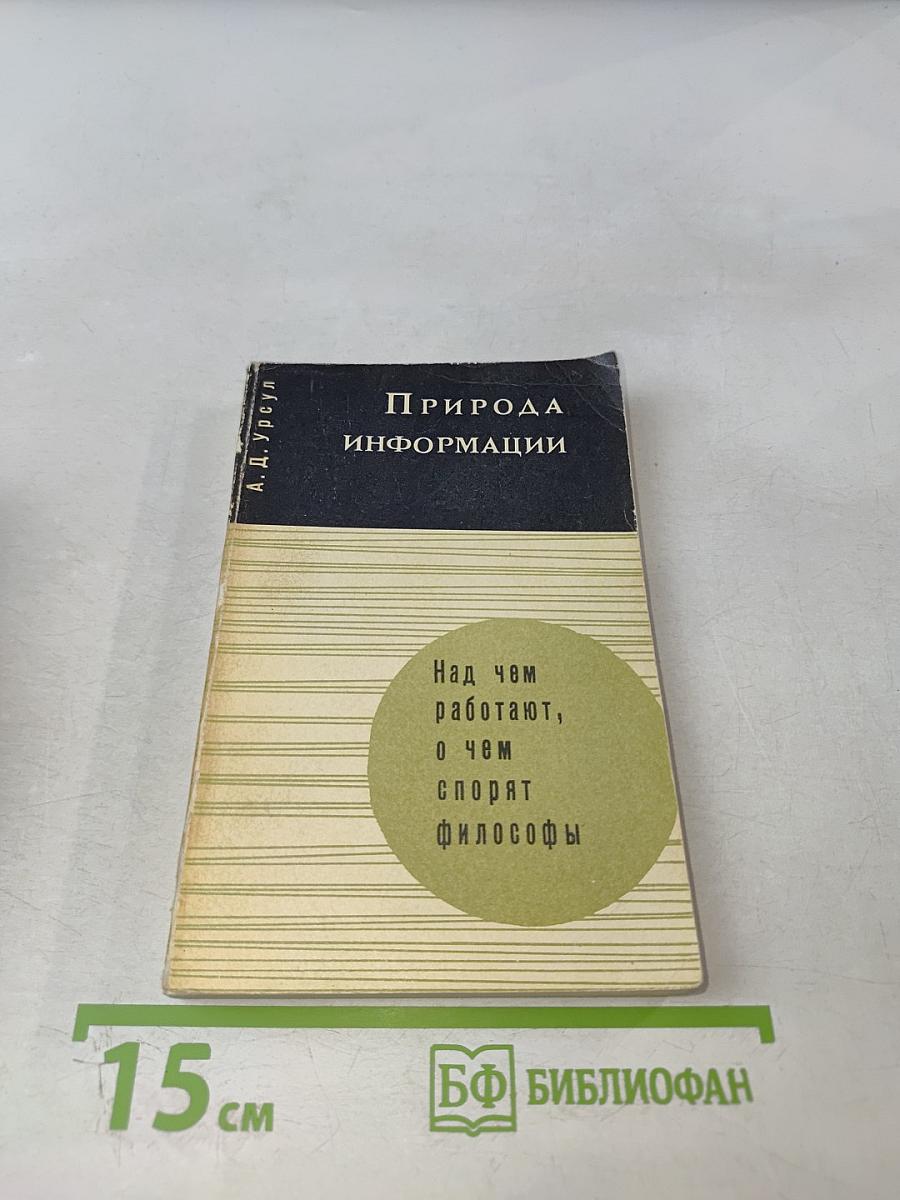 А. Д. Урсул
Природа
информации
Над чем
работают,
о чем
спорят
философы
15 см
БФ БИБЛИОФАН